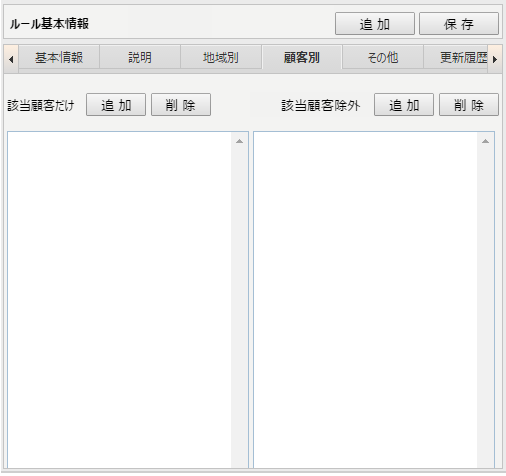 ルール基本情報 追 加 保 存
基本情報 説明 地域別 顧客別 その他 更新履歴
該当顧客だけ 追 加 削 除 該当顧客除外 追 加 削 除